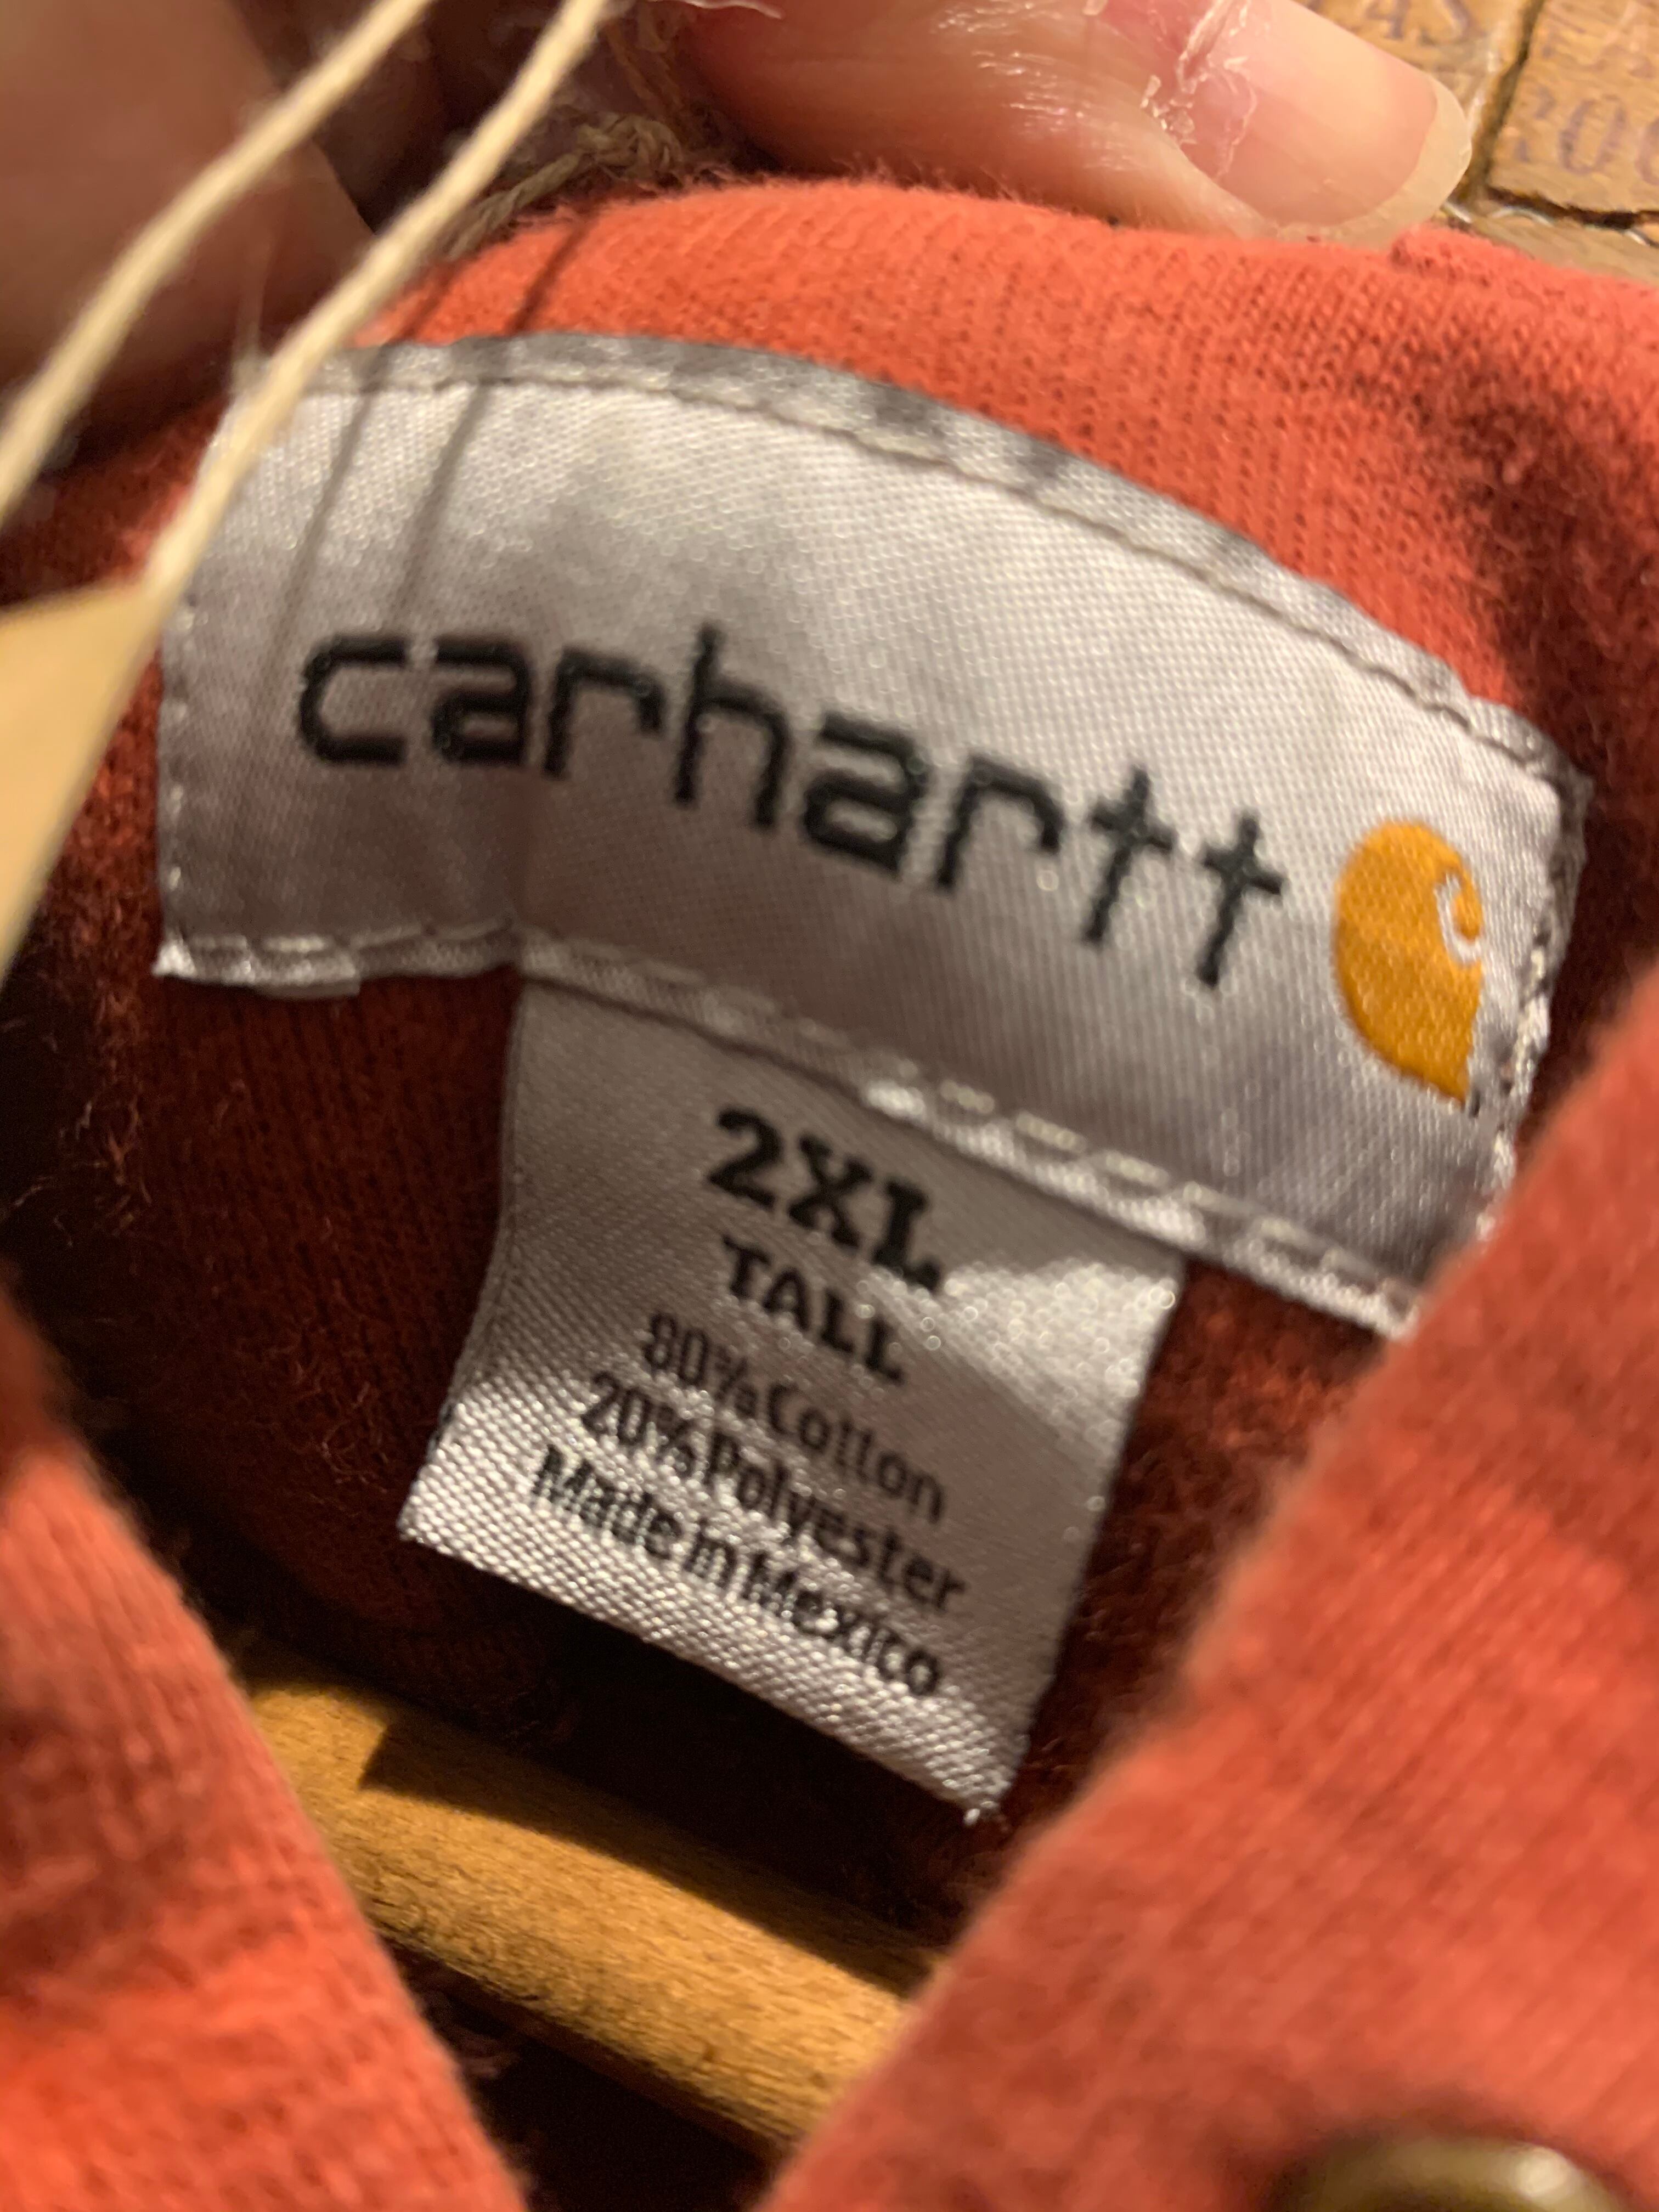 carhartt
2XL
TALL
80% Cotton
20% Polyester
Made in Mexico